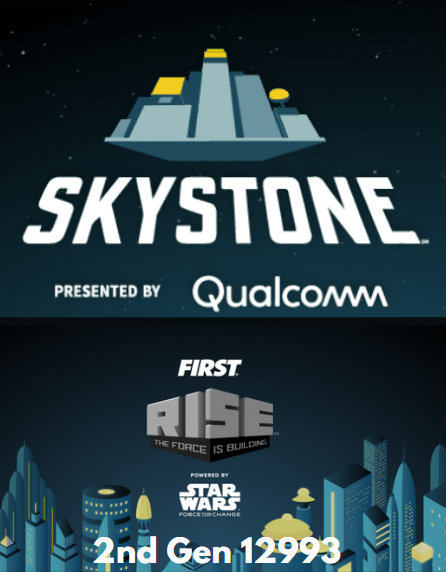 SKYSTONE
PRESENTED BY Qualcomm
FIRST
RISE
THE FORCE IS BUILDING
POWERED BY
STAR
WARS
FORCE FOR CHANGE
2nd Gen 12993